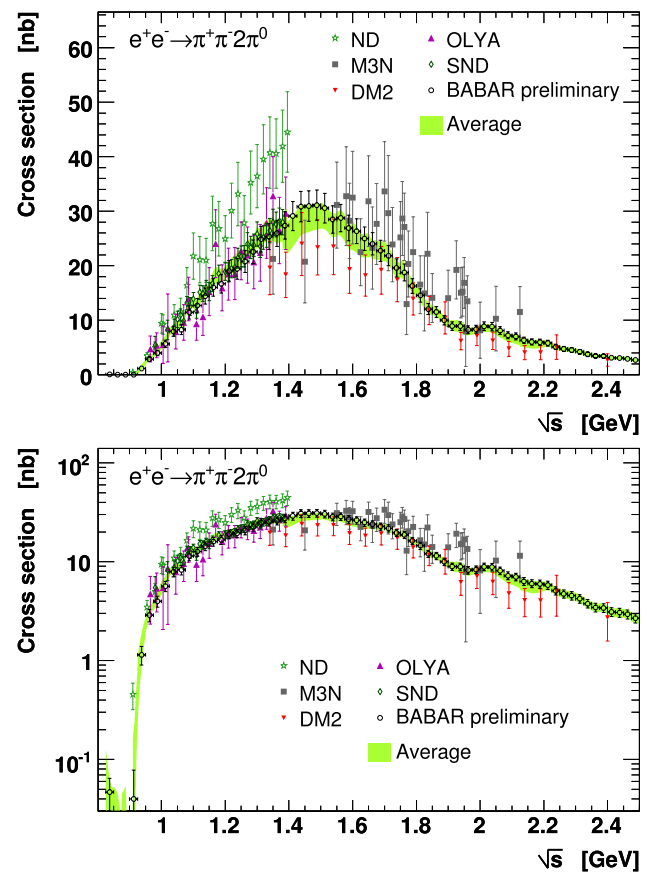 e⁺e⁻→π⁺π⁻2π⁰
ND
OLYA
M3N
SND
DM2
BABAR preliminary
Average
Cross section [nb]
60
50
40
30
20
10
0
1 1.2 1.4 1.6 1.8 2 2.2 2.4
√s [GeV]
e⁺e⁻→π⁺π⁻2π⁰
Cross section [nb]
10²
10
1
10⁻¹
ND
OLYA
M3N
SND
DM2
BABAR preliminary
Average
1 1.2 1.4 1.6 1.8 2 2.2 2.4
√s [GeV]